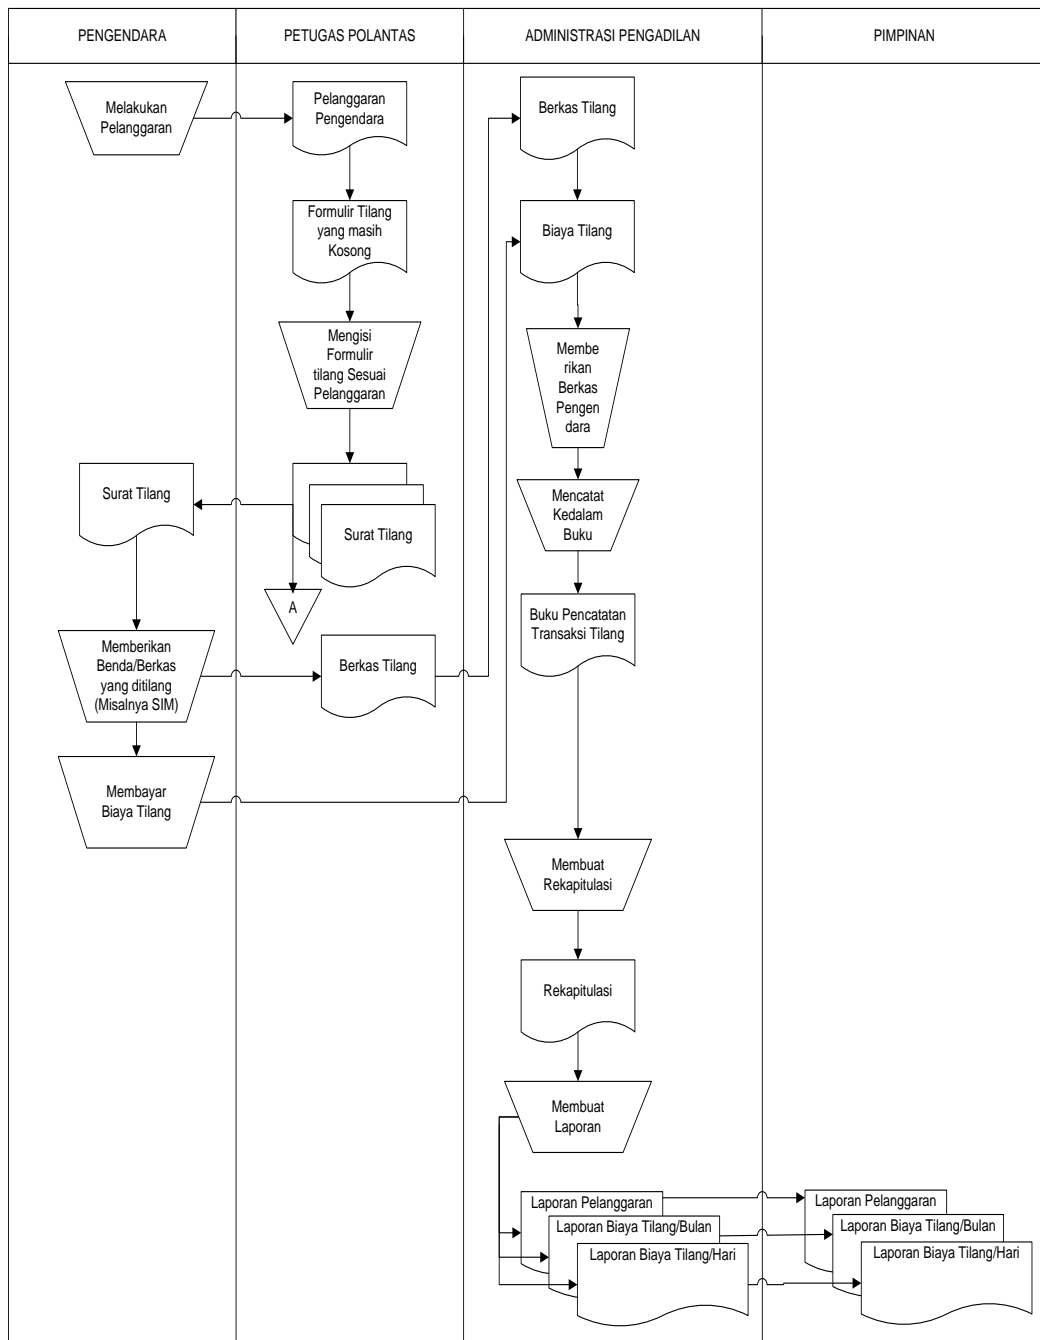 PENGENDARA
PETUGAS POLANTAS
ADMINISTRASI PENGADILAN
PIMPINAN
Melakukan
Pelanggaran
Pelanggaran
Pengendara
Berkas Tilang
Formulir Tilang
yang masih
Kosong
Biaya Tilang
Mengisi
Formulir
tilang Sesuai
Pelanggaran
Membe
rikan
Berkas
Pengen
dara
Surat Tilang
Surat Tilang
Mencatat
Kedalam
Buku
A
Buku Pencatatan
Transaksi Tilang
Memberikan
Benda/Berkas
yang ditilang
(Misalnya SIM)
Berkas Tilang
Membayar
Biaya Tilang
Membuat
Rekapitulasi
Rekapitulasi
Membuat
Laporan
Laporan Pelanggaran
Laporan Biaya Tilang/Bulan
Laporan Biaya Tilang/Hari
Laporan Pelanggaran
Laporan Biaya Tilang/Bulan
Laporan Biaya Tilang/Hari